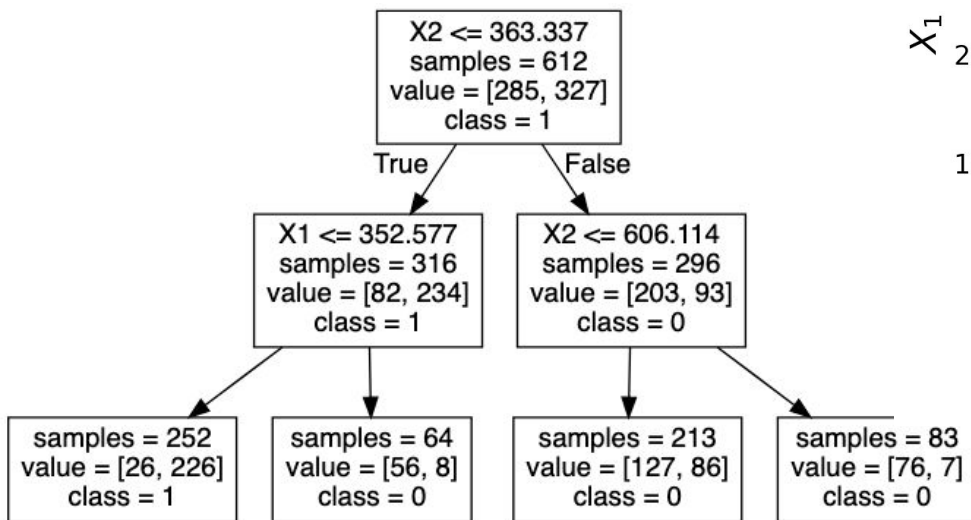 X2 <= 363.337
samples = 612
value = [285, 327]
class = 1
True
False
X1 <= 352.577
samples = 316
value = [82, 234]
class = 1
X2 <= 606.114
samples = 296
value = [203, 93]
class = 0
samples = 252
value = [26, 226]
class = 1
samples = 64
value = [56, 8]
class = 0
samples = 213
value = [127, 86]
class = 0
samples = 83
value = [76, 7]
class = 0
X1
2
1